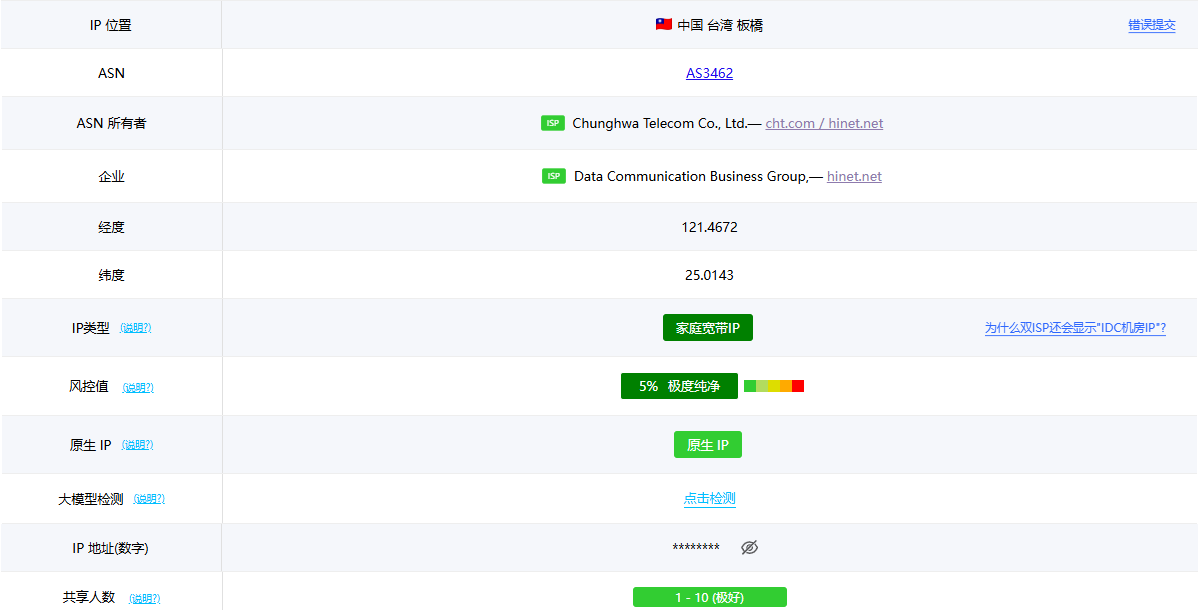 IP 位置 🇹🇼 中国 台湾 板橋 错误提交
ASN AS3462
ASN 所有者 ISP Chunghwa Telecom Co., Ltd.— cht.com / hinet.net
企业 ISP Data Communication Business Group,— hinet.net
经度 121.4672
纬度 25.0143
IP类型 (说明?) 家庭宽带IP 为什么双ISP还会显示"IDC机房IP"?
风控值 (说明?) 5% 极度纯净
原生 IP (说明?) 原生 IP
大模型检测 (说明?) 点击检测
IP 地址(数字) ********
共享人数 (说明?) 1 - 10 (极好)